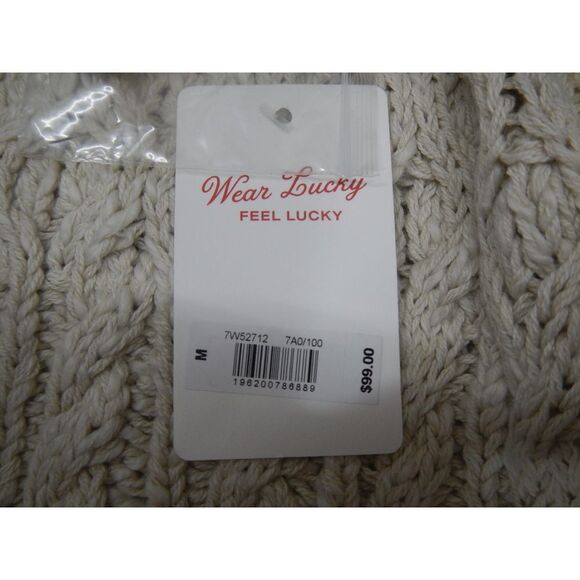 Wear Lucky
FEEL LUCKY
7W52712 7A0/100
M
196200786889
$99.00